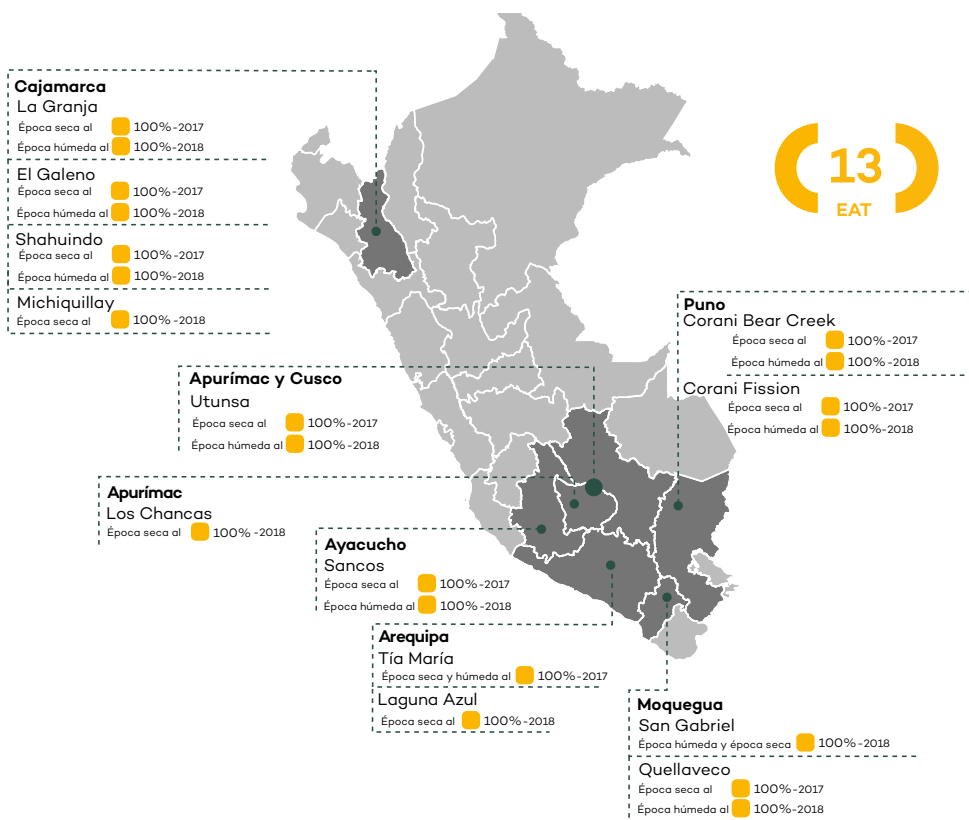 Cajamarca
La Granja
Época seca al 100%-2017
Época húmeda al 100%-2018
El Galeno
Época seca al 100%-2017
Época húmeda al 100%-2018
Shahuindo
Época seca al 100%-2017
Época húmeda al 100%-2018
Michiquillay
Época seca al 100%-2018
13
EAT
Puno
Corani Bear Creek
Época seca al 100%-2017
Época húmeda al 100%-2018
Corani Fission
Época seca al 100%-2017
Época húmeda al 100%-2018
Apurímac y Cusco
Utunsa
Época seca al 100%-2017
Época húmeda al 100%-2018
Apurímac
Los Chancas
Época seca al 100%-2018
Ayacucho
Sancos
Época seca al 100%-2017
Época húmeda al 100%-2018
Arequipa
Tía María
Época seca y húmeda al 100%-2017
Laguna Azul
Época seca al 100%-2018
Moquegua
San Gabriel
Época húmeda y época seca 100%-2018
Quellaveco
Época seca al 100%-2017
Época húmeda al 100%-2018